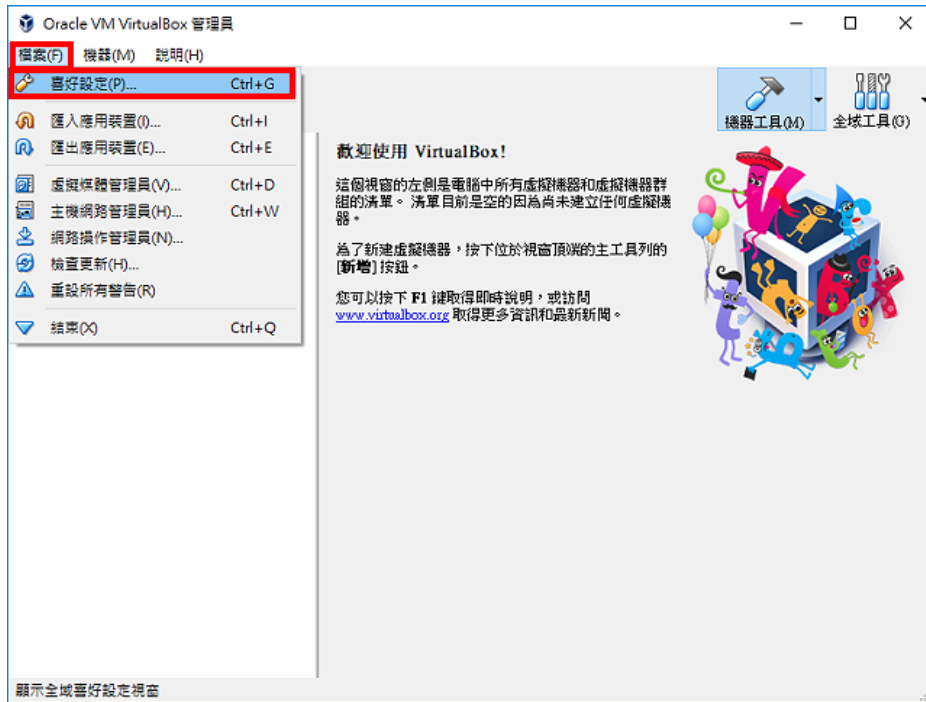 Oracle VM VirtualBox 管理員
檔案(F) 機器(M) 說明(H)
喜好設定(P)... Ctrl+G
匯入應用裝置(I)... Ctrl+I
匯出應用裝置(E)... Ctrl+E
虛擬媒體管理員(V)... Ctrl+D
主機網路管理員(H)... Ctrl+W
網路操作管理員(N)...
檢查更新(H)...
重設所有警告(R)
結束(X) Ctrl+Q
機器工具(M) 全域工具(G)
歡迎使用 VirtualBox!
這個視窗的左側是電腦中所有虛擬機器和虛擬機器群
組的清單。 清單目前是空的因為尚未建立任何虛擬機
器。
為了新建虛擬機器，按下位於視窗頂端的主工具列的
[新增] 按鈕。
您可以按下 F1 鍵取得即時說明，或訪問
www.virtualbox.org 取得更多資訊和最新新聞。
顯示全域喜好設定視窗